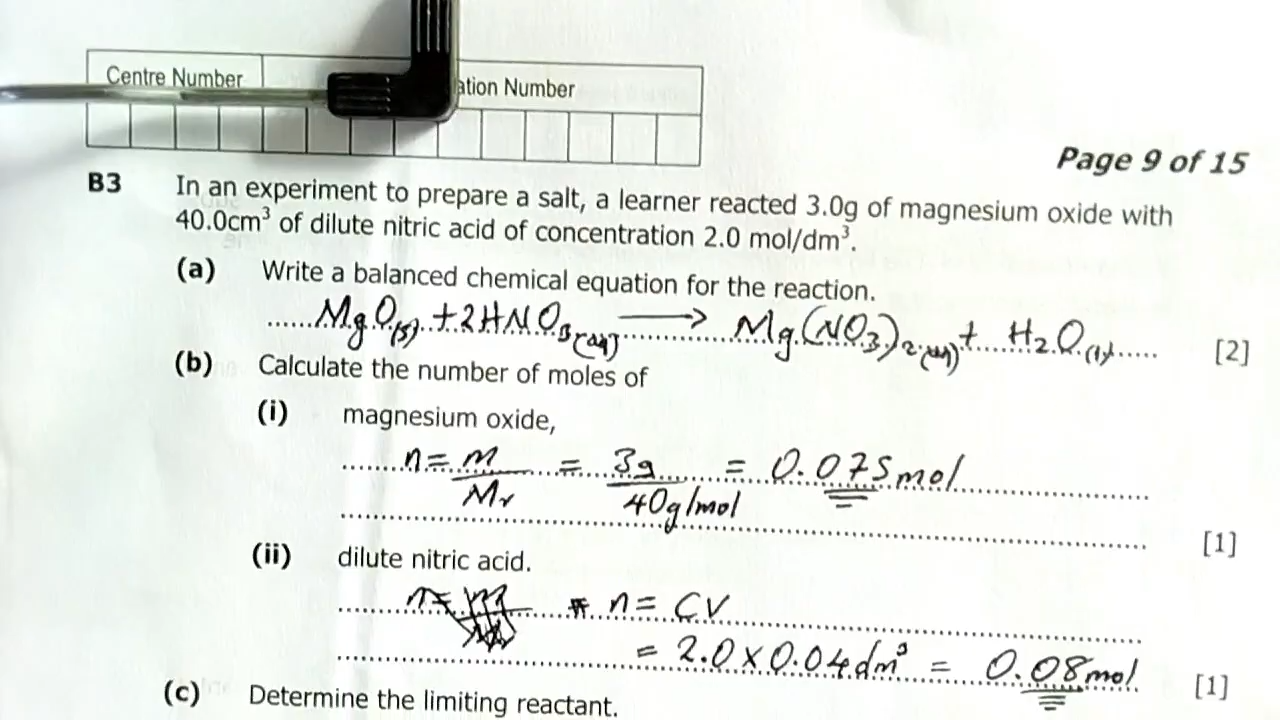 Centre Number ation Number
Page 9 of 15
B3 In an experiment to prepare a salt, a learner reacted 3.0g of magnesium oxide with
40.0cm³ of dilute nitric acid of concentration 2.0 mol/dm³.
(a) Write a balanced chemical equation for the reaction.
MgO(s) + 2HNO₃(aq) ⟶ Mg(NO₃)₂(aq) + H₂O(l) [2]
(b) Calculate the number of moles of
(i) magnesium oxide,
n = m/Mr = 3g/40g/mol = 0.075 mol
[1]
(ii) dilute nitric acid.
n = CV
= 2.0 × 0.04dm³ = 0.08 mol [1]
(c) Determine the limiting reactant.